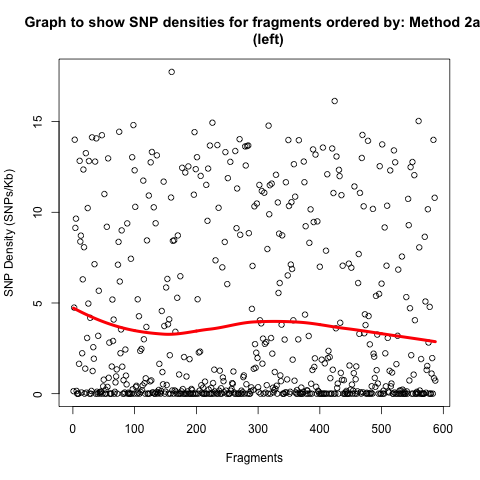 Graph to show SNP densities for fragments ordered by: Method 2a
(left)
SNP Density (SNPs/Kb)
15
10
5
0
0 100 200 300 400 500 600
Fragments